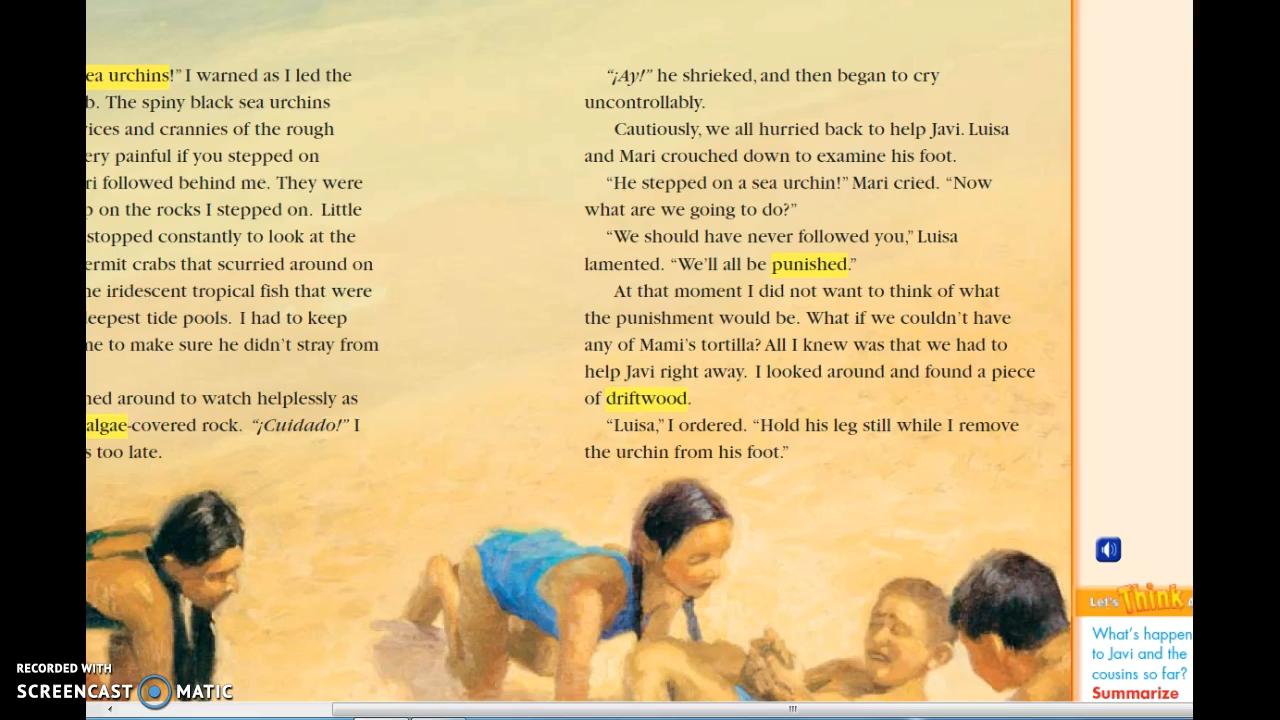 ea urchins!” I warned as I led the
b. The spiny black sea urchins
ices and crannies of the rough
ery painful if you stepped on
ri followed behind me. They were
on the rocks I stepped on. Little
stopped constantly to look at the
ermit crabs that scurried around on
e iridescent tropical fish that were
eepest tide pools. I had to keep
me to make sure he didn’t stray from
ned around to watch helplessly as
algae-covered rock. “¡Cuidado!” I
s too late.
“¡Ay!” he shrieked, and then began to cry
uncontrollably.
Cautiously, we all hurried back to help Javi. Luisa
and Mari crouched down to examine his foot.
“He stepped on a sea urchin!” Mari cried. “Now
what are we going to do?”
“We should have never followed you,” Luisa
lamented. “We’ll all be punished.”
At that moment I did not want to think of what
the punishment would be. What if we couldn’t have
any of Mami’s tortilla? All I knew was that we had to
help Javi right away. I looked around and found a piece
of driftwood.
“Luisa,” I ordered. “Hold his leg still while I remove
the urchin from his foot.”
Let's Think
What’s happen
to Javi and the
cousins so far?
Summarize
RECORDED WITH
SCREENCAST MATIC